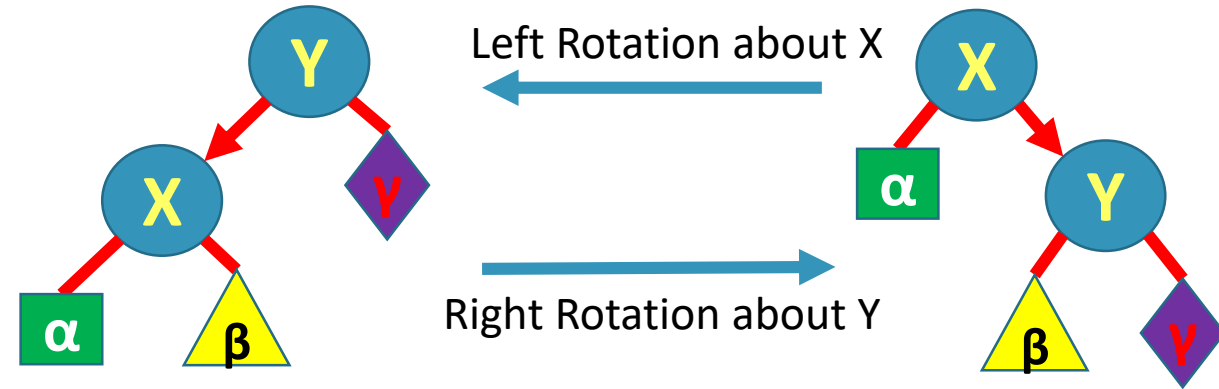 Y
Left Rotation about X
X
X
γ
α
Y
α
β
Right Rotation about Y
β
γ